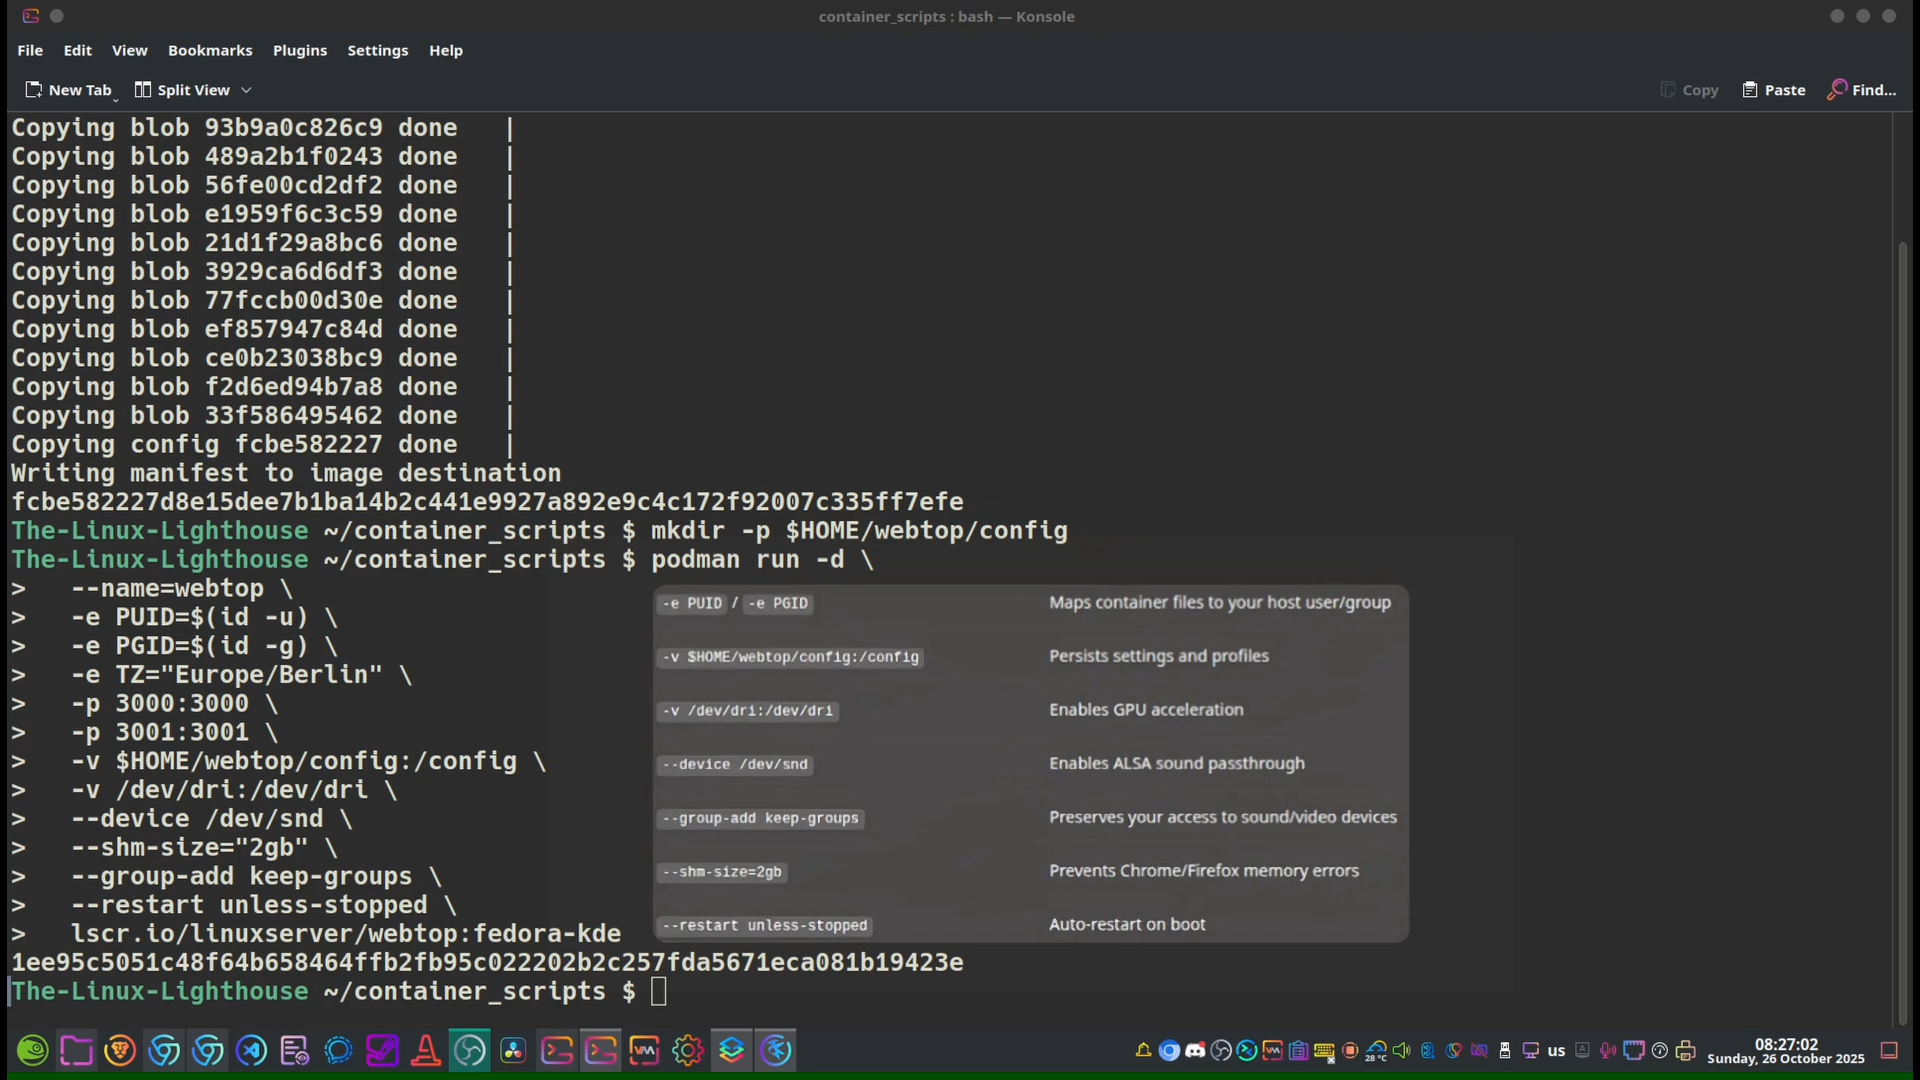 container_scripts : bash — Konsole
File Edit View Bookmarks Plugins Settings Help
New Tab Split View Copy Paste Find...
Copying blob 93b9a0c826c9 done |
Copying blob 489a2b1f0243 done |
Copying blob 56fe00cd2df2 done |
Copying blob e1959f6c3c59 done |
Copying blob 21d1f29a8bc6 done |
Copying blob 3929ca6d6df3 done |
Copying blob 77fccb00d30e done |
Copying blob ef857947c84d done |
Copying blob ce0b23038bc9 done |
Copying blob f2d6ed94b7a8 done |
Copying blob 33f586495462 done |
Copying config fcbe582227 done |
Writing manifest to image destination
fcbe582227d8e15dee7b1ba14b2c441e9927a892e9c4c172f92007c335ff7efe
The-Linux-Lighthouse ~/container_scripts $ mkdir -p $HOME/webtop/config
The-Linux-Lighthouse ~/container_scripts $ podman run -d \
> --name=webtop \
> -e PUID=$(id -u) \
> -e PGID=$(id -g) \
> -e TZ="Europe/Berlin" \
> -p 3000:3000 \
> -p 3001:3001 \
> -v $HOME/webtop/config:/config \
> -v /dev/dri:/dev/dri \
> --device /dev/snd \
> --shm-size="2gb" \
> --group-add keep-groups \
> --restart unless-stopped \
> lscr.io/linuxserver/webtop:fedora-kde
1ee95c5051c48f64b658464ffb2fb95c022202b2c257fda5671eca081b19423e
The-Linux-Lighthouse ~/container_scripts $
-e PUID / -e PGID Maps container files to your host user/group
-v $HOME/webtop/config:/config Persists settings and profiles
-v /dev/dri:/dev/dri Enables GPU acceleration
--device /dev/snd Enables ALSA sound passthrough
--group-add keep-groups Preserves your access to sound/video devices
--shm-size=2gb Prevents Chrome/Firefox memory errors
--restart unless-stopped Auto-restart on boot
28 °C
us
08:27:02
Sunday, 26 October 2025